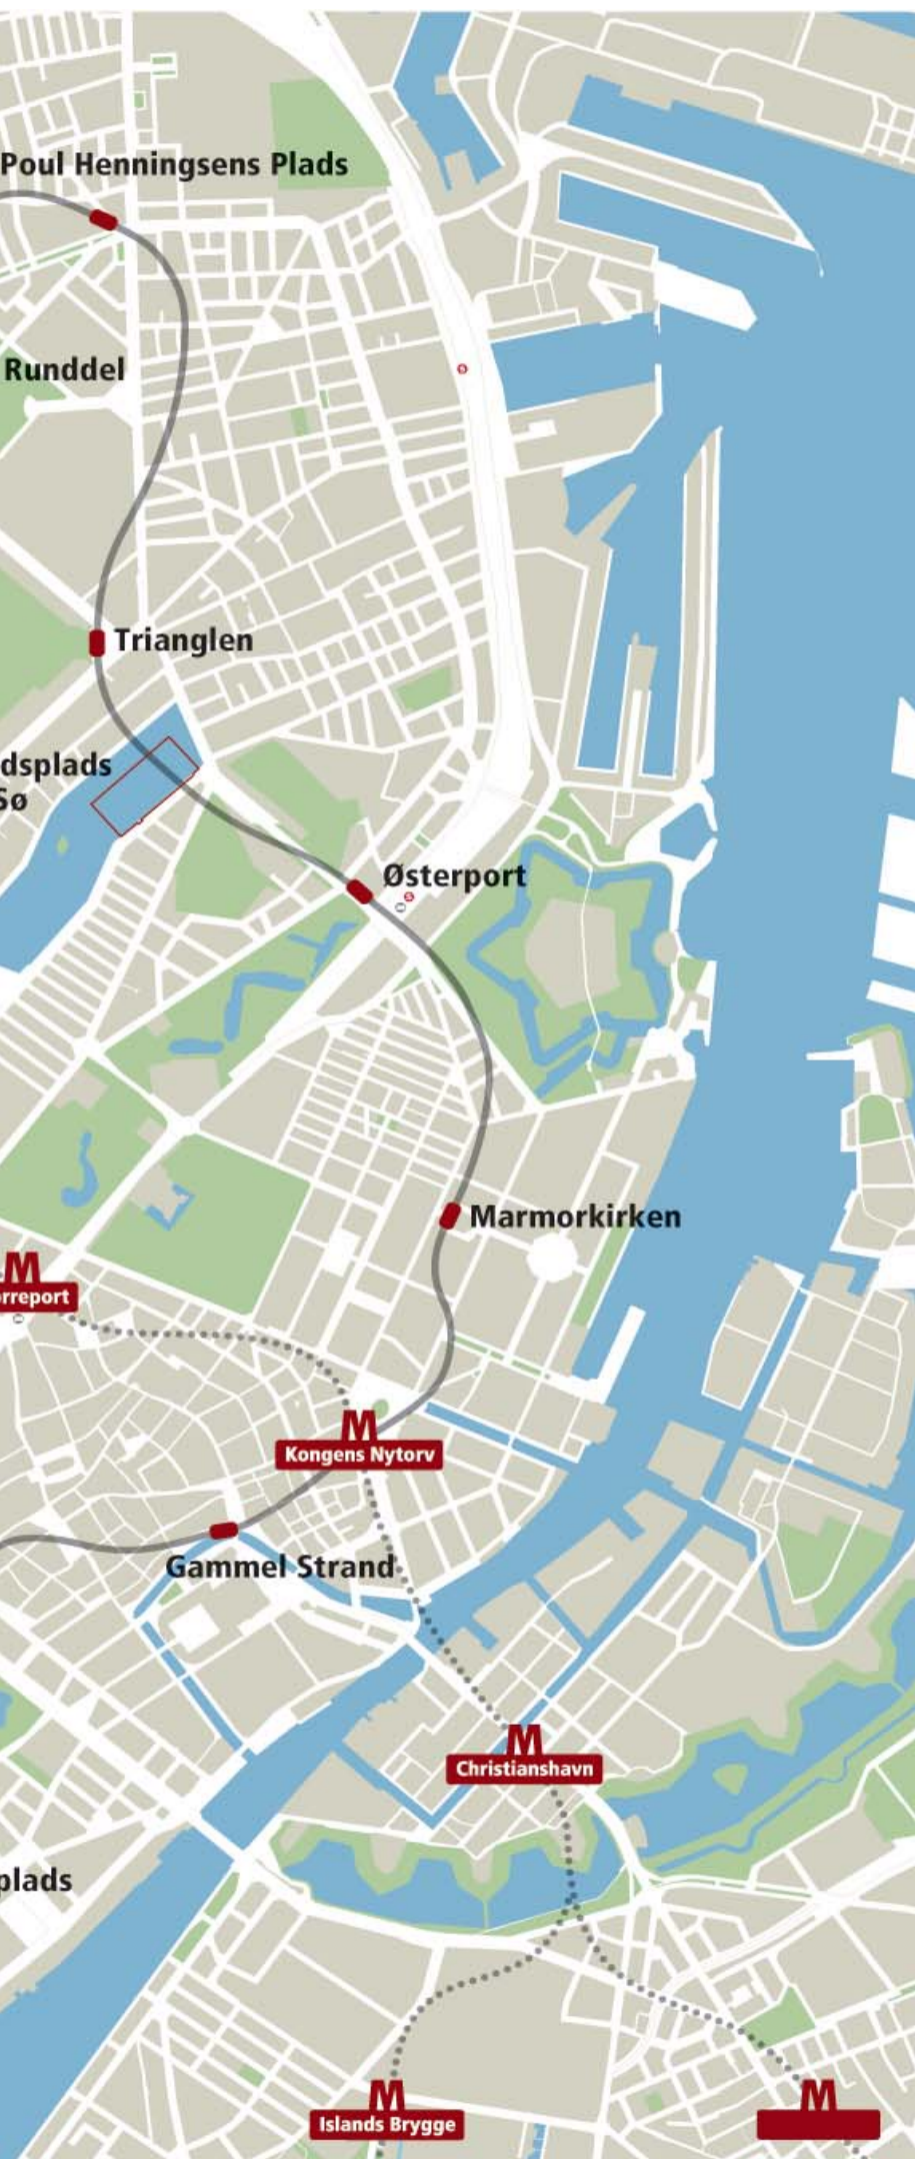 Poul Henningsens Plads
Runddel
Trianglen
dsplads
Sø
Østerport
Marmorkirken
M
rreport
M
Kongens Nytorv
Gammel Strand
M
Christianshavn
plads
M
Islands Brygge
M